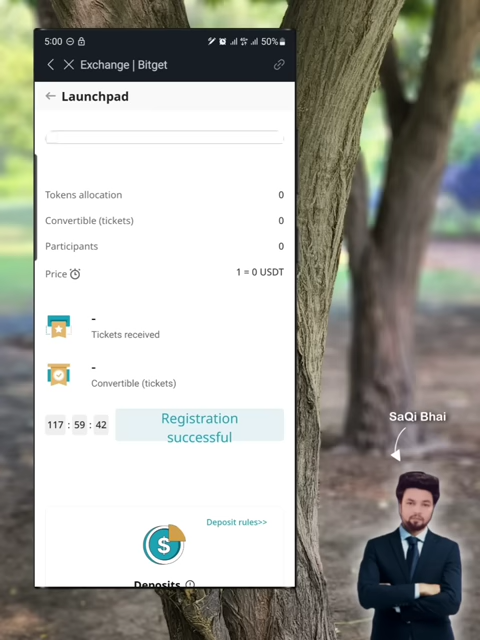 5:00 50%
Exchange | Bitget
Launchpad
Tokens allocation 0
Convertible (tickets) 0
Participants 0
Price 1 = 0 USDT
-
Tickets received
-
Convertible (tickets)
117 : 59 : 42 Registration successful
Deposit rules>>
$
Deposits
SaQi Bhai